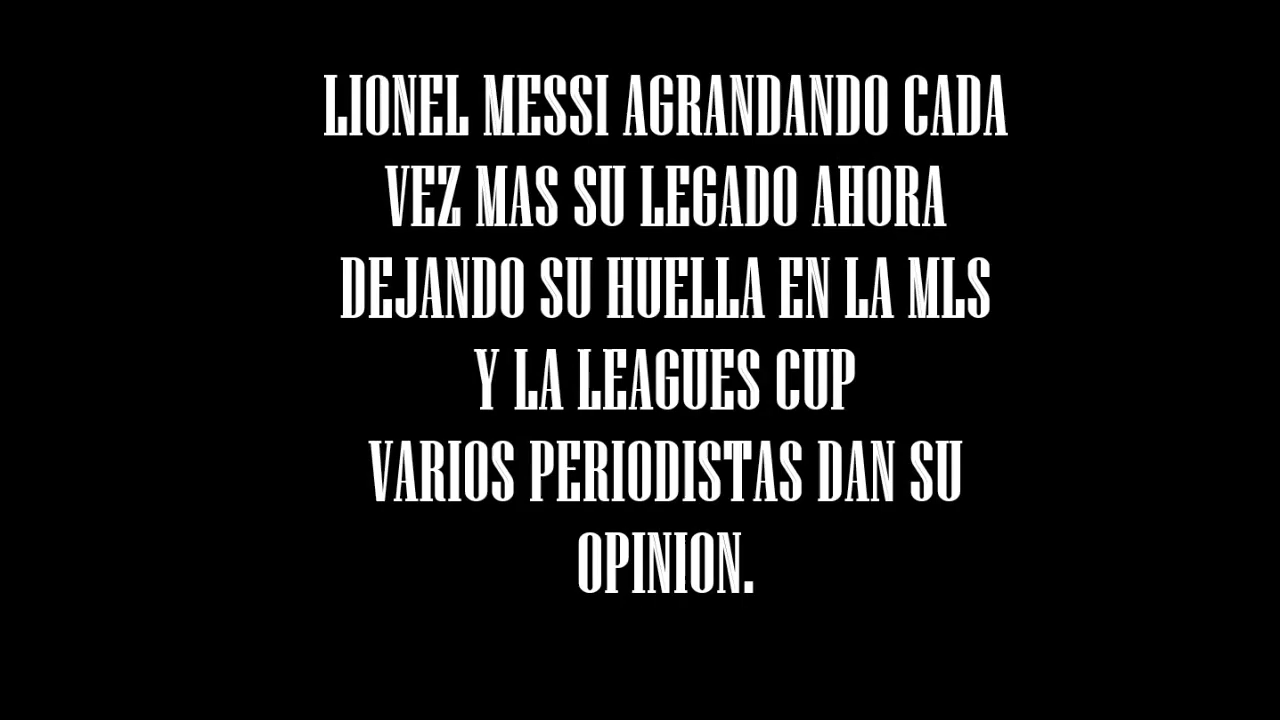 LIONEL MESSI AGRANDANDO CADA
VEZ MAS SU LEGADO AHORA
DEJANDO SU HUELLA EN LA MLS
Y LA LEAGUES CUP
VARIOS PERIODISTAS DAN SU
OPINION.